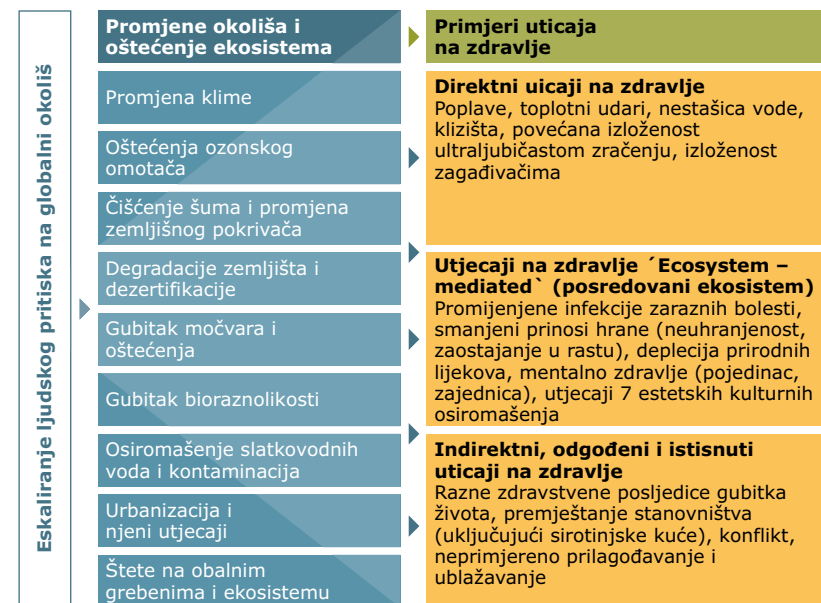 Eskaliranje ljudskog pritiska na globalni okoliš
Promjene okoliša i
oštećenje ekosistema
Promjena klime
Oštećenja ozonskog
omotača
Čišćenje šuma i promjena
zemljišnog pokrivača
Degradacije zemljišta i
dezertifikacije
Gubitak močvara i
oštećenja
Gubitak bioraznolikosti
Osiromašenje slatkovodnih
voda i kontaminacija
Urbanizacija i
njeni utjecaji
Štete na obalnim
grebenima i ekosistemu
Primjeri uticaja
na zdravlje
Direktni uicaji na zdravlje
Poplave, toplotni udari, nestašica vode,
klizišta, povećana izloženost
ultraljubičastom zračenju, izloženost
zagađivačima
Utjecaji na zdravlje ´Ecosystem –
mediated` (posredovani ekosistem)
Promijenjene infekcije zaraznih bolesti,
smanjeni prinosi hrane (neuhranjenost,
zaostajanje u rastu), deplecija prirodnih
lijekova, mentalno zdravlje (pojedinac,
zajednica), utjecaji 7 estetskih kulturnih
osiromašenja
Indirektni, odgođeni i istisnuti
uticaji na zdravlje
Razne zdravstvene posljedice gubitka
života, premještanje stanovništva
(uključujući sirotinjske kuće), konflikt,
neprimjereno prilagođavanje i
ublažavanje